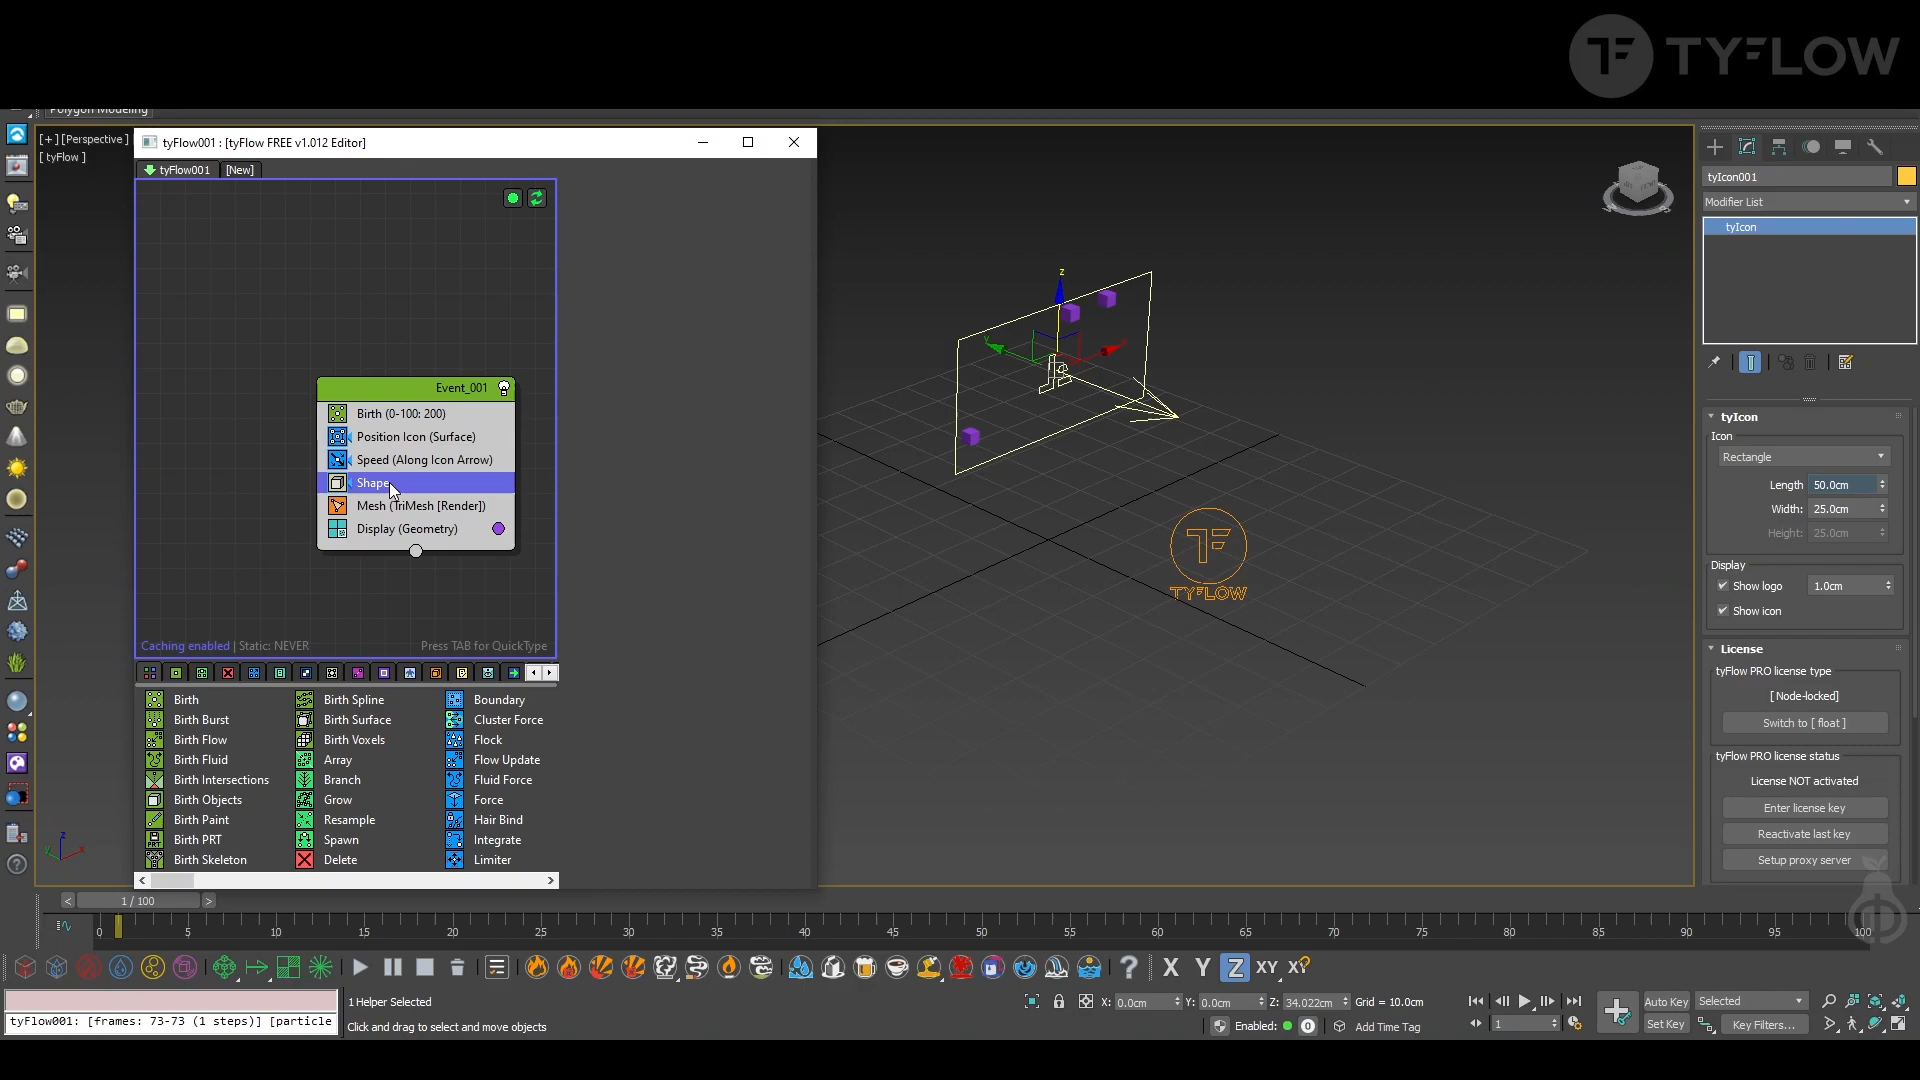 TYFLOW
Polygon Modeling
[+][Perspective]
[tyFlow]
tyFlow001 : [tyFlow FREE v1.012 Editor]
tyFlow001
[New]
Event_001
Birth (0-100: 200)
Position Icon (Surface)
Speed (Along Icon Arrow)
Shape
Mesh (TriMesh [Render])
Display (Geometry)
Caching enabled | Static: NEVER
Press TAB for QuickType
Birth
Birth Spline
Boundary
Birth Burst
Birth Surface
Cluster Force
Birth Flow
Birth Voxels
Flock
Birth Fluid
Array
Flow Update
Birth Intersections
Branch
Fluid Force
Birth Objects
Grow
Force
Birth Paint
Resample
Hair Bind
Birth PRT
Spawn
Integrate
Birth Skeleton
Delete
Limiter
z
y
x
TYFLOW
z
y
x
tyIcon001
Modifier List
tyIcon
tyIcon
Icon
Rectangle
Length 50.0cm
Width: 25.0cm
Height: 25.0cm
Display
Show logo 1.0cm
Show icon
License
tyFlow PRO license type
[Node-locked]
Switch to [ float ]
tyFlow PRO license status
License NOT activated
Enter license key
Reactivate last key
Setup proxy server
< 1 / 100 >
0 5 10 15 20 25 30 35 40 45 50 55 60 65 70 75 80 85 90 95 100
X Y Z XY XY
tyFlow001: [frames: 73-73 (1 steps)] [particle
1 Helper Selected
Click and drag to select and move objects
X: 0.0cm Y: 0.0cm Z: 34.022cm Grid = 10.0cm
Enabled: 0 Add Time Tag
1
Auto Key Selected
Set Key Key Filters...